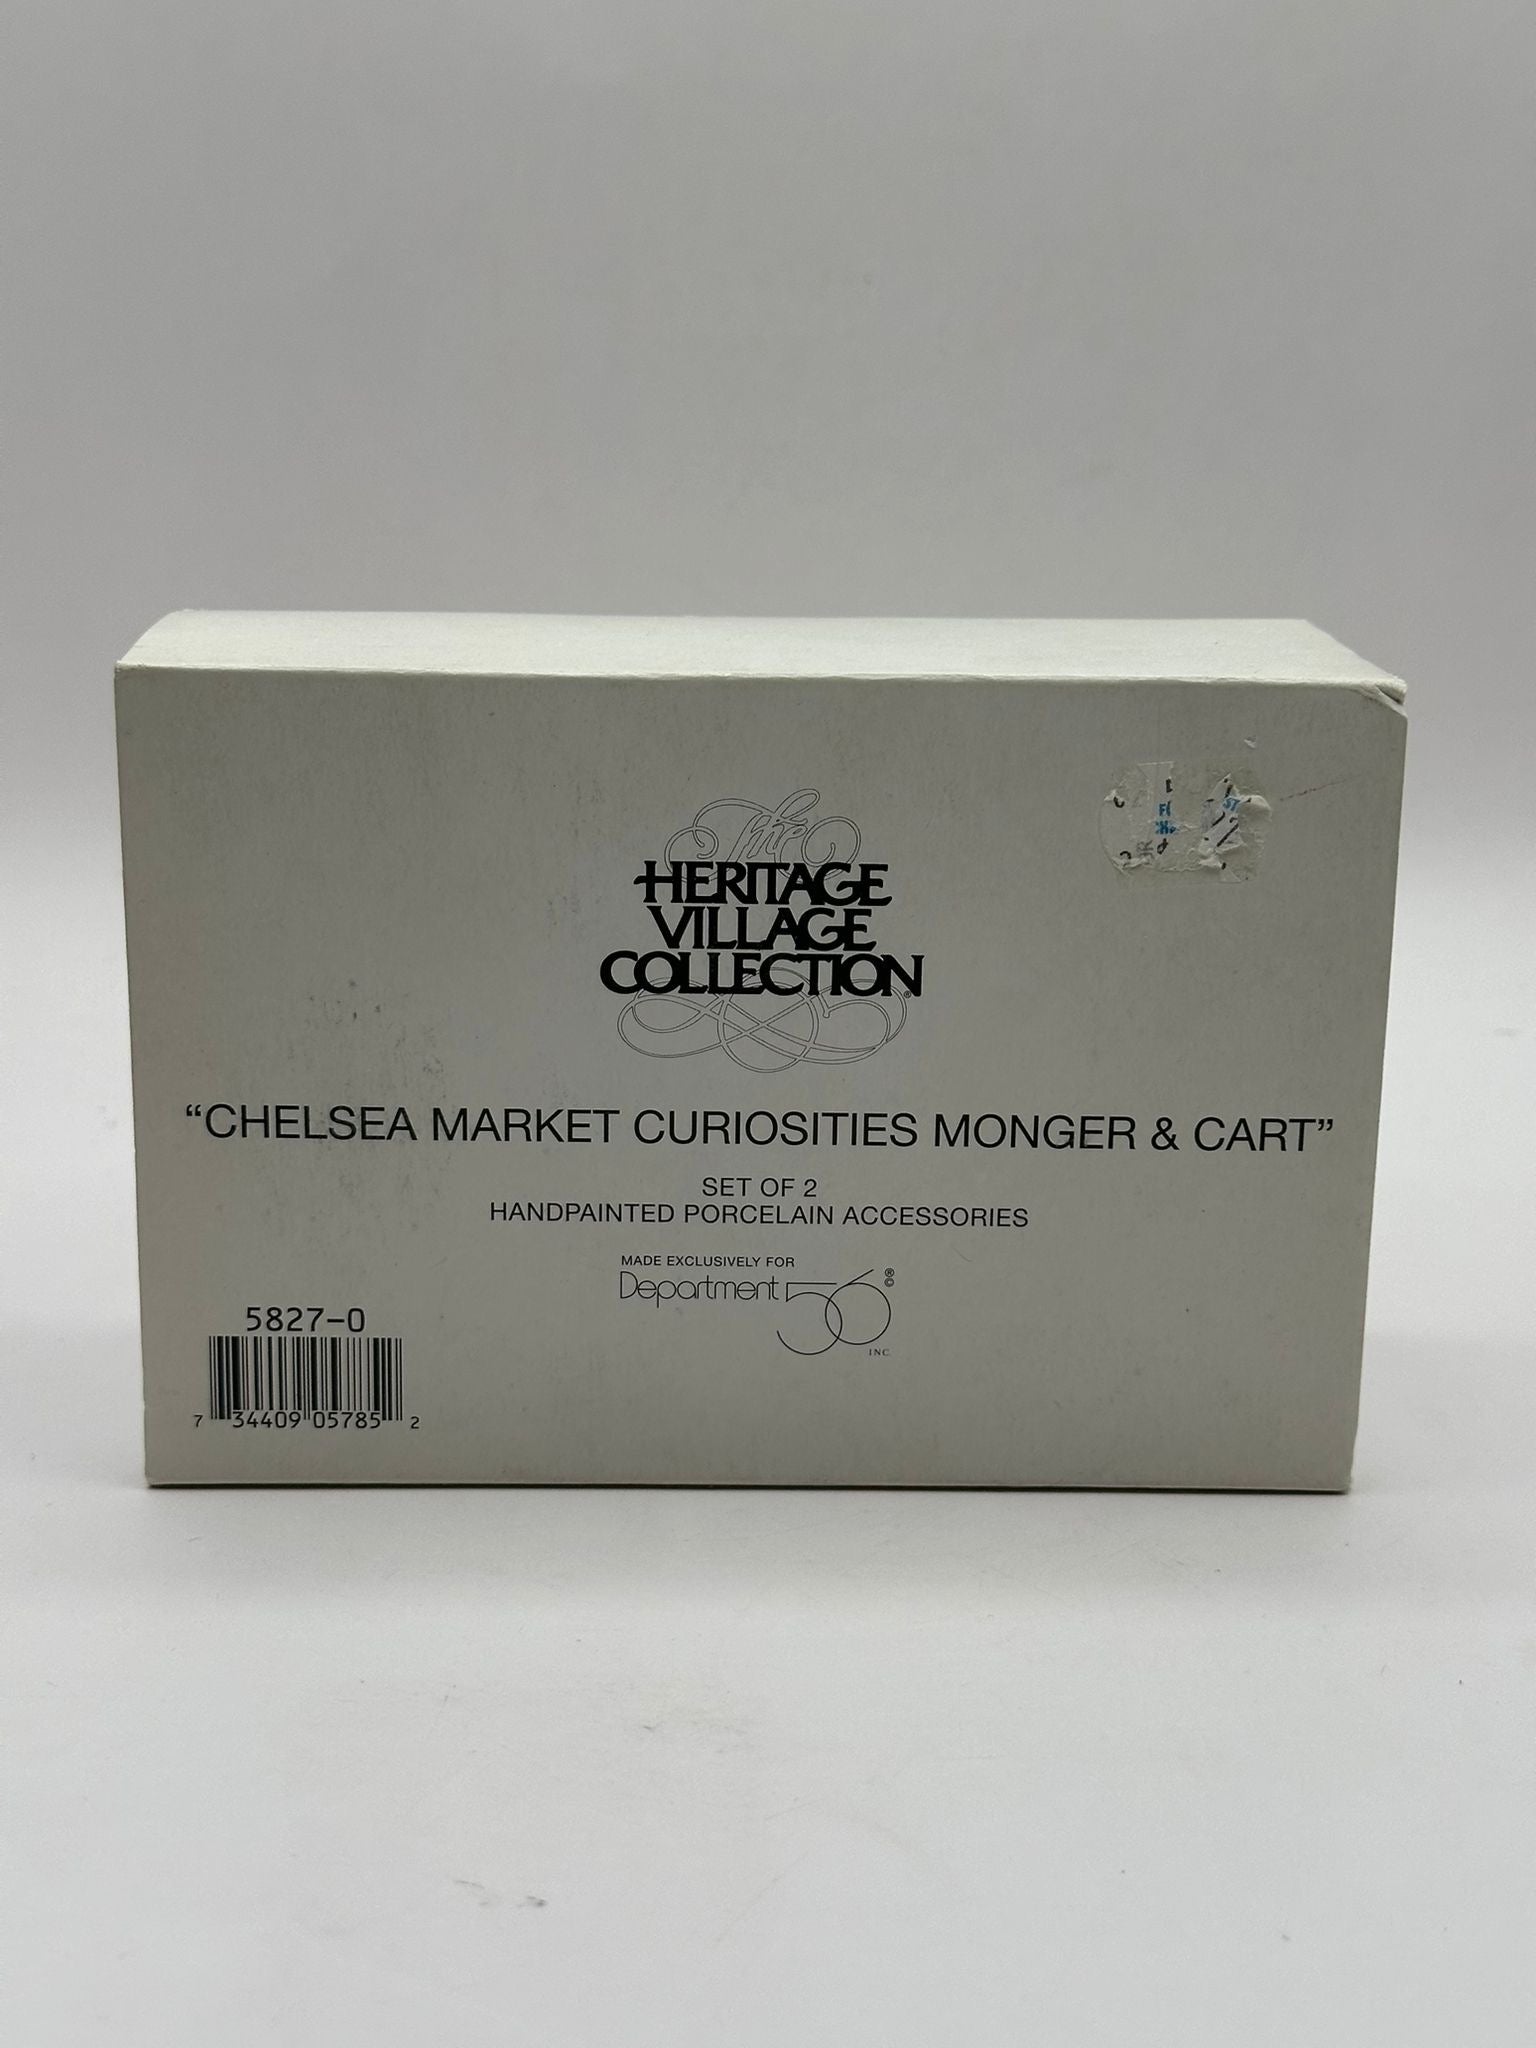 The
HERITAGE
VILLAGE
COLLECTION®
“CHELSEA MARKET CURIOSITIES MONGER & CART”
SET OF 2
HANDPAINTED PORCELAIN ACCESSORIES
MADE EXCLUSIVELY FOR
Department 56 ® ©
INC.
5827-0
7 34409 05785 2